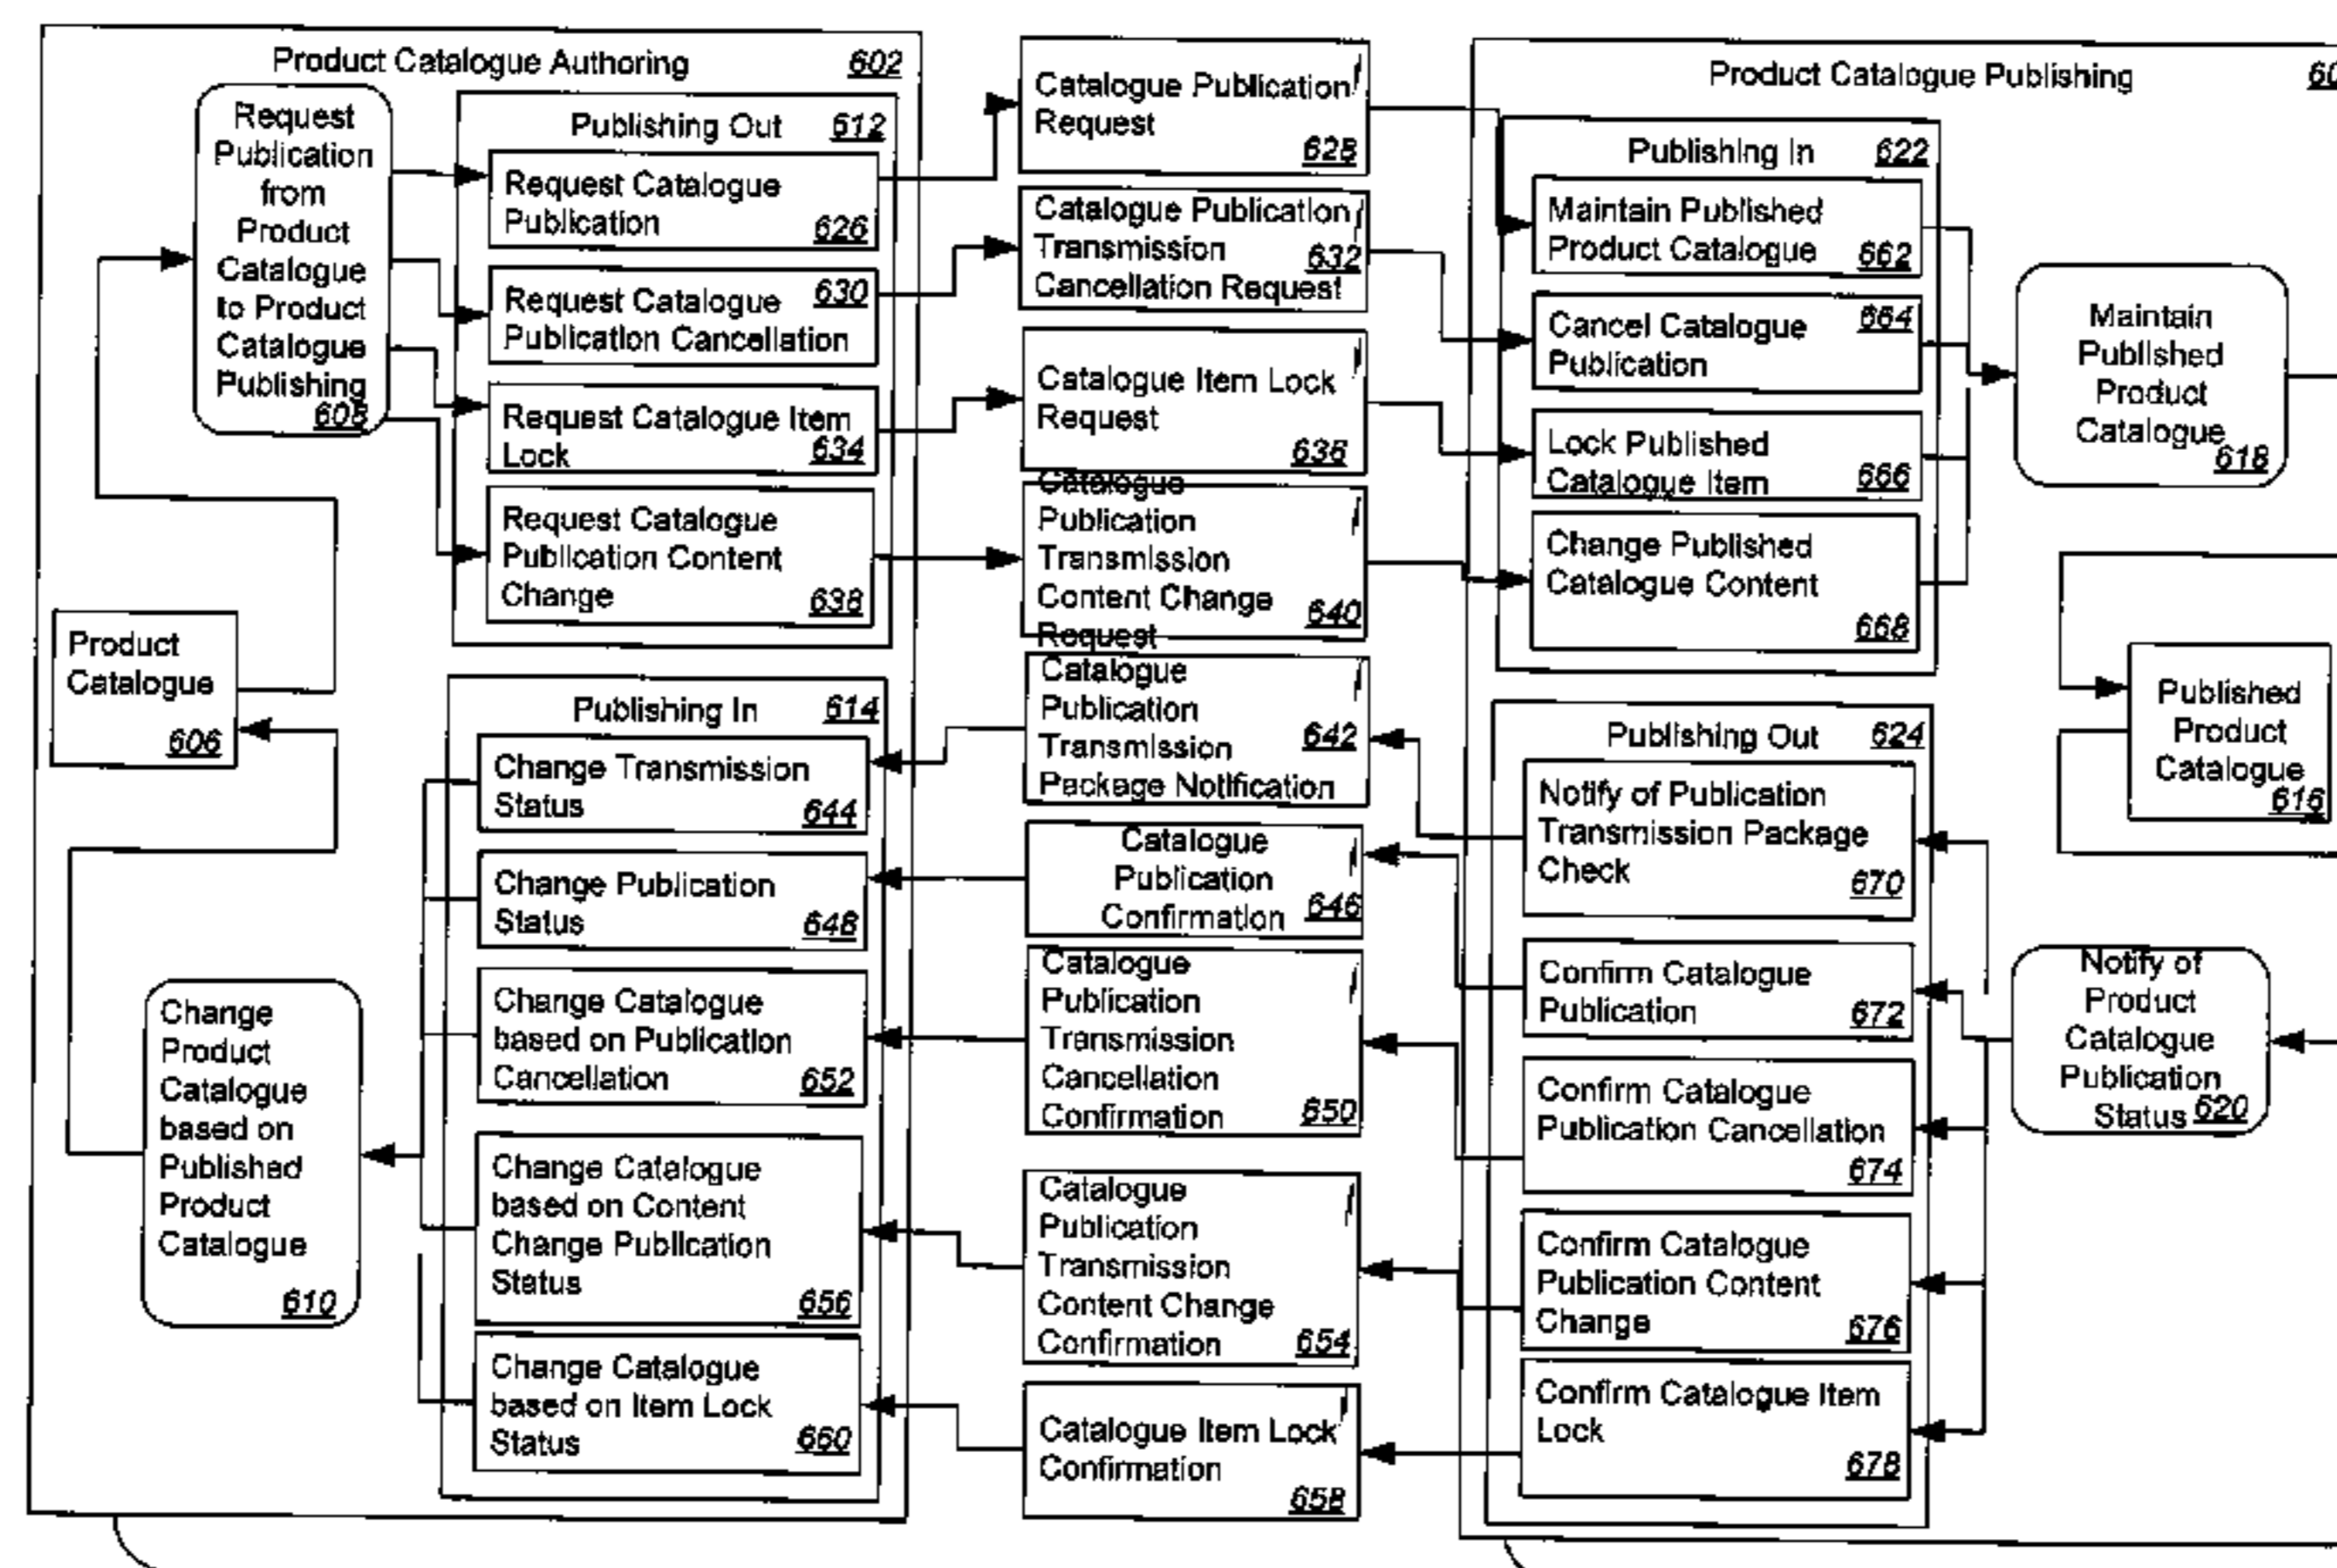 Product Catalogue Authoring 602
Request
Publication
from
Product
Catalogue
to Product
Catalogue
Publishing
608
Publishing Out 612
Request Catalogue
Publication 626
Request Catalogue 630
Publication Cancellation
Request Catalogue Item
Lock 634
Request Catalogue
Publication Content
Change 638
Product
Catalogue
606
Publishing In 614
Change Transmission
Status 644
Change Publication
Status 648
Change Catalogue
based on Publication
Cancellation 652
Change Catalogue
based on Content
Change Publication
Status 656
Change Catalogue
based on Item Lock
Status 660
Change
Product
Catalogue
based on
Published
Product
Catalogue
610
Catalogue Publication
Request
628
Catalogue Publication
Transmission 632
Cancellation Request
Catalogue Item Lock
Request
636
Catalogue
Publication
Transmission
Content Change 640
Request
Catalogue
Publication
Transmission 642
Package Notification
Catalogue
Publication
Confirmation 646
Catalogue
Publication
Transmission
Cancellation
Confirmation 650
Catalogue
Publication
Transmission
Content Change
Confirmation 654
Catalogue Item Lock
Confirmation
658
Product Catalogue Publishing
Publishing In 622
Maintain Published
Product Catalogue 662
Cancel Catalogue 664
Publication
Lock Published
Catalogue Item 666
Change Published
Catalogue Content
668
Maintain
Published
Product
Catalogue
618
Published
Product
Catalogue
616
Publishing Out 624
Notify of Publication
Transmission Package
Check 670
Confirm Catalogue
Publication 672
Confirm Catalogue
Publication Cancellation
674
Confirm Catalogue
Publication Content
Change 676
Confirm Catalogue Item
Lock
678
Notify of
Product
Catalogue
Publication
Status 620